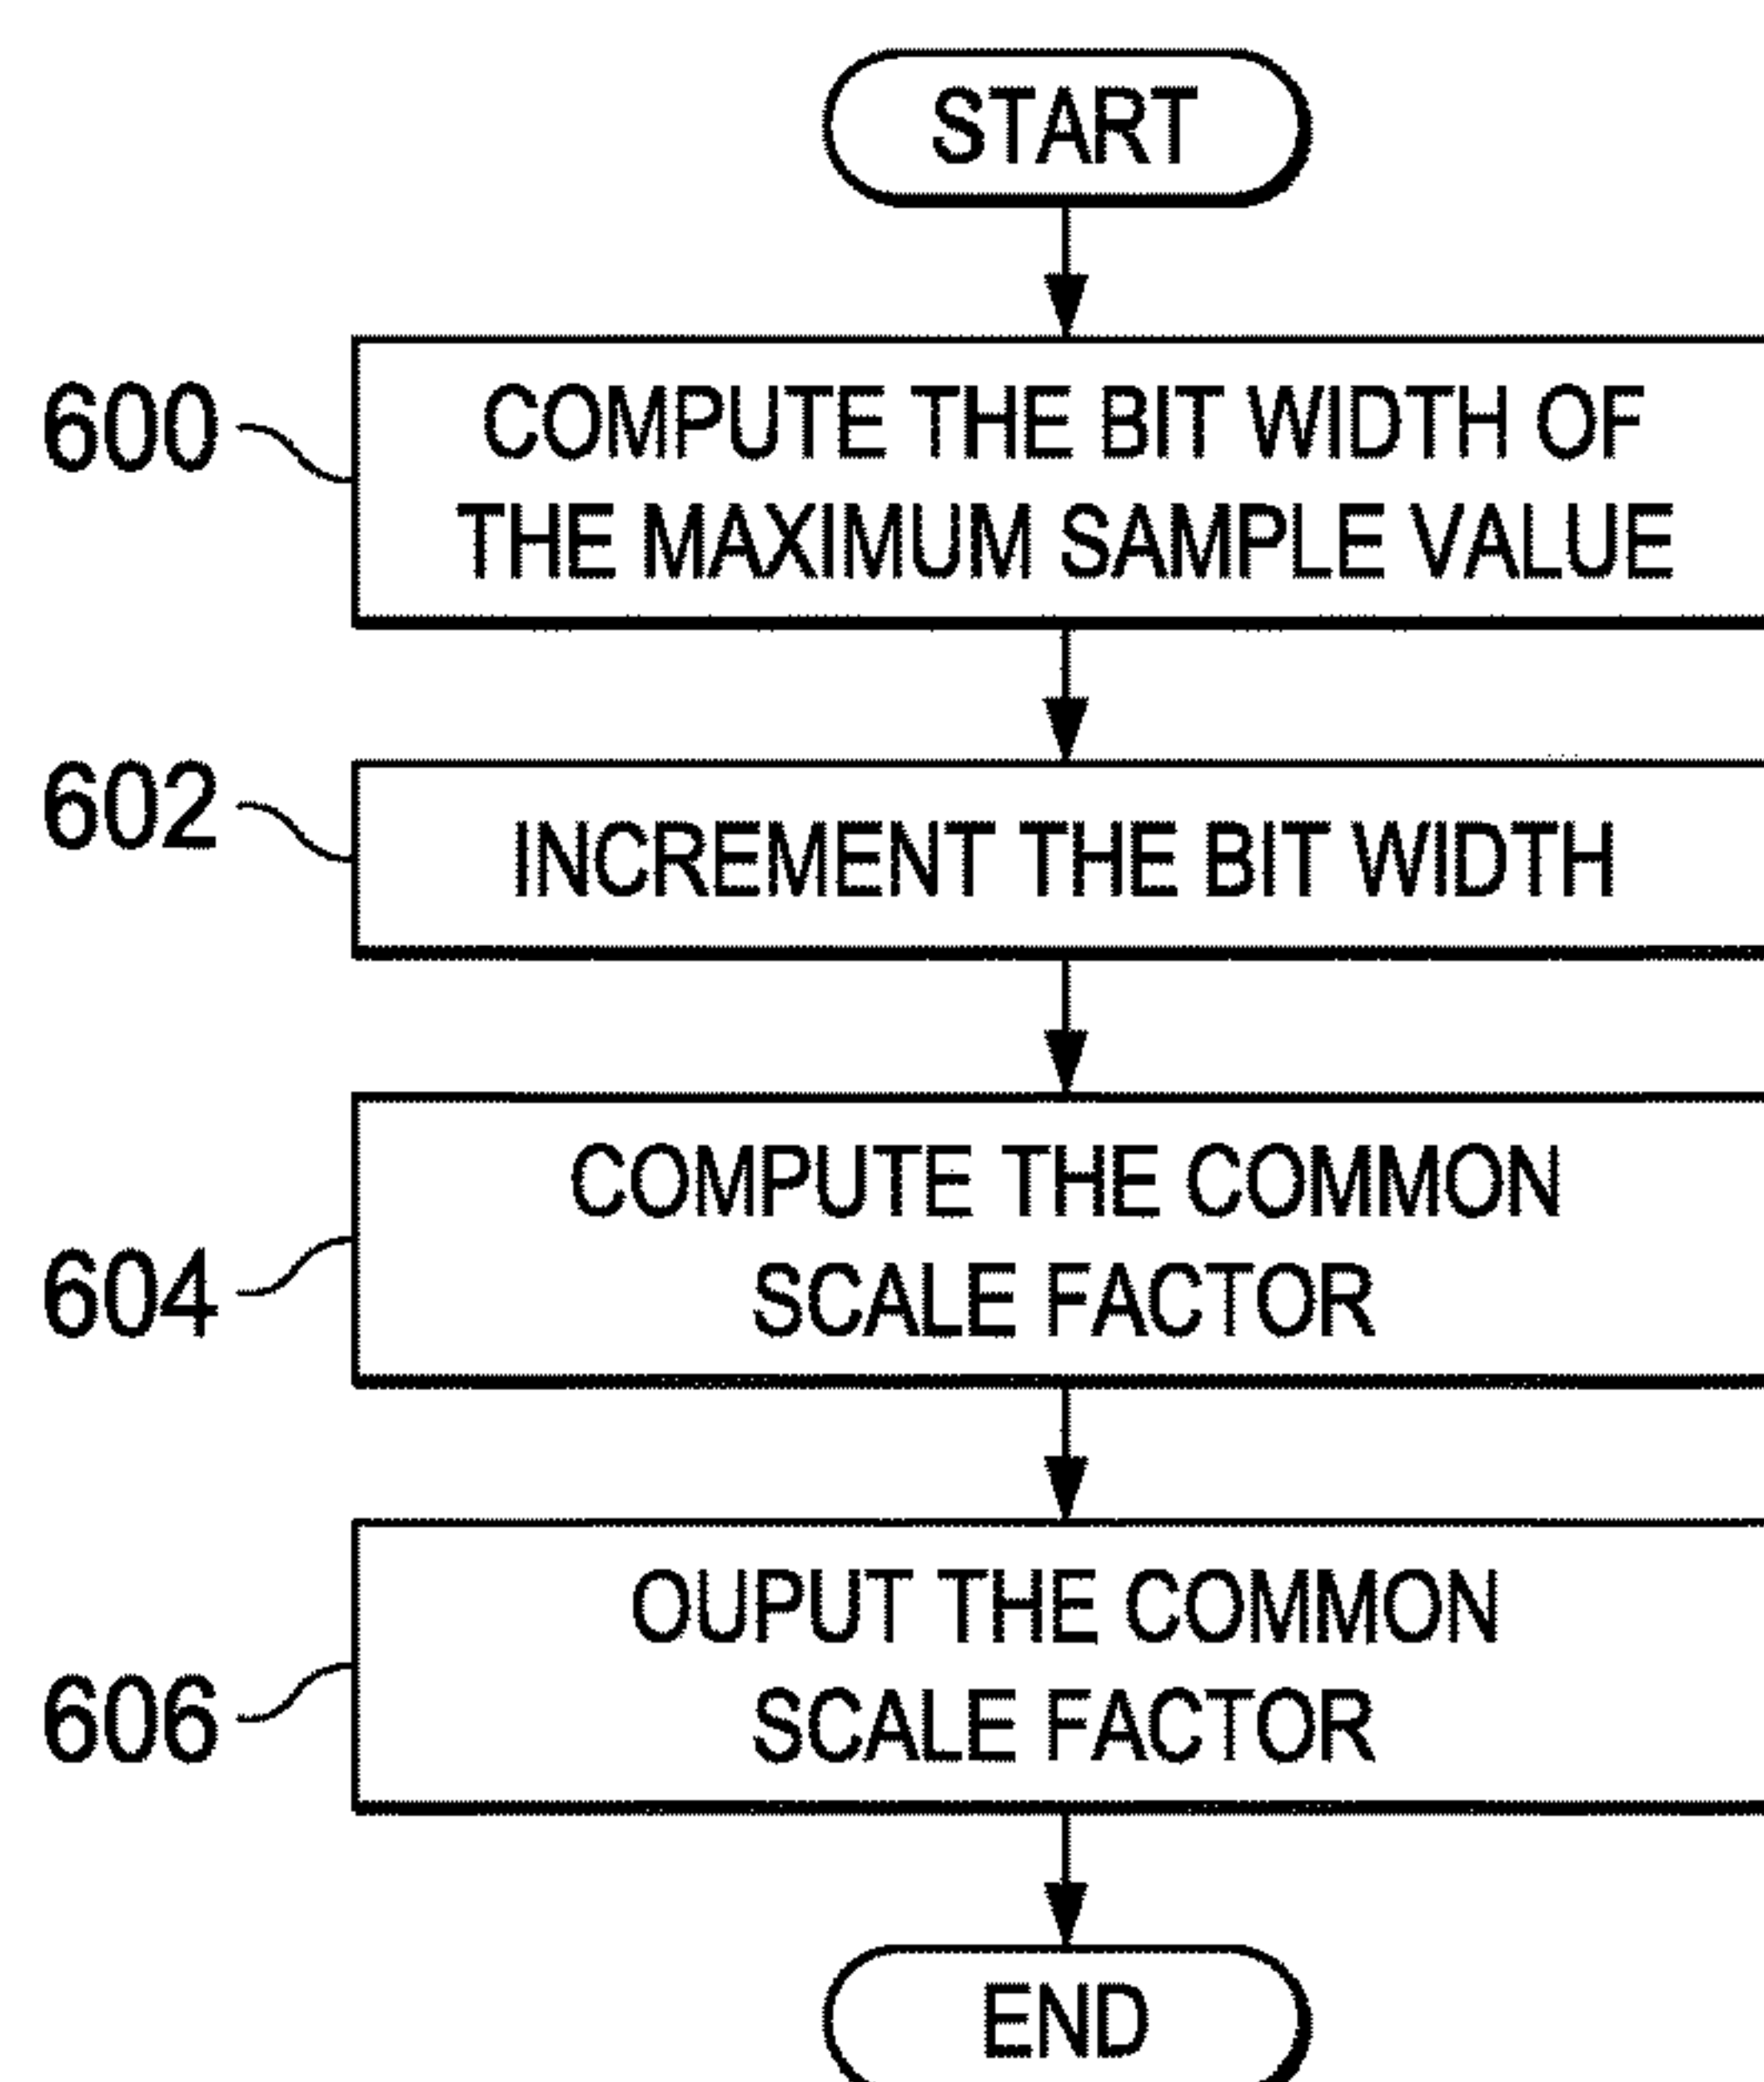 START
600
COMPUTE THE BIT WIDTH OF
THE MAXIMUM SAMPLE VALUE
602
INCREMENT THE BIT WIDTH
604
COMPUTE THE COMMON
SCALE FACTOR
606
OUPUT THE COMMON
SCALE FACTOR
END